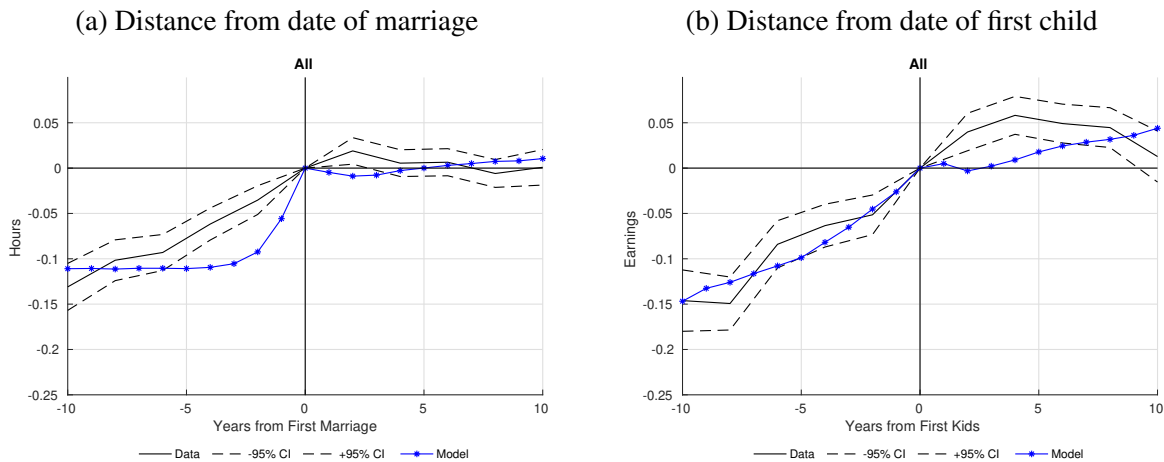 (a) Distance from date of marriage
All
Hours
0.05
0
-0.05
-0.1
-0.15
-0.2
-0.25
-10 -5 0 5 10
Years from First Marriage
Data -95% CI +95% CI Model
(b) Distance from date of first child
All
Earnings
0.05
0
-0.05
-0.1
-0.15
-0.2
-0.25
-10 -5 0 5 10
Years from First Kids
Data -95% CI +95% CI Model